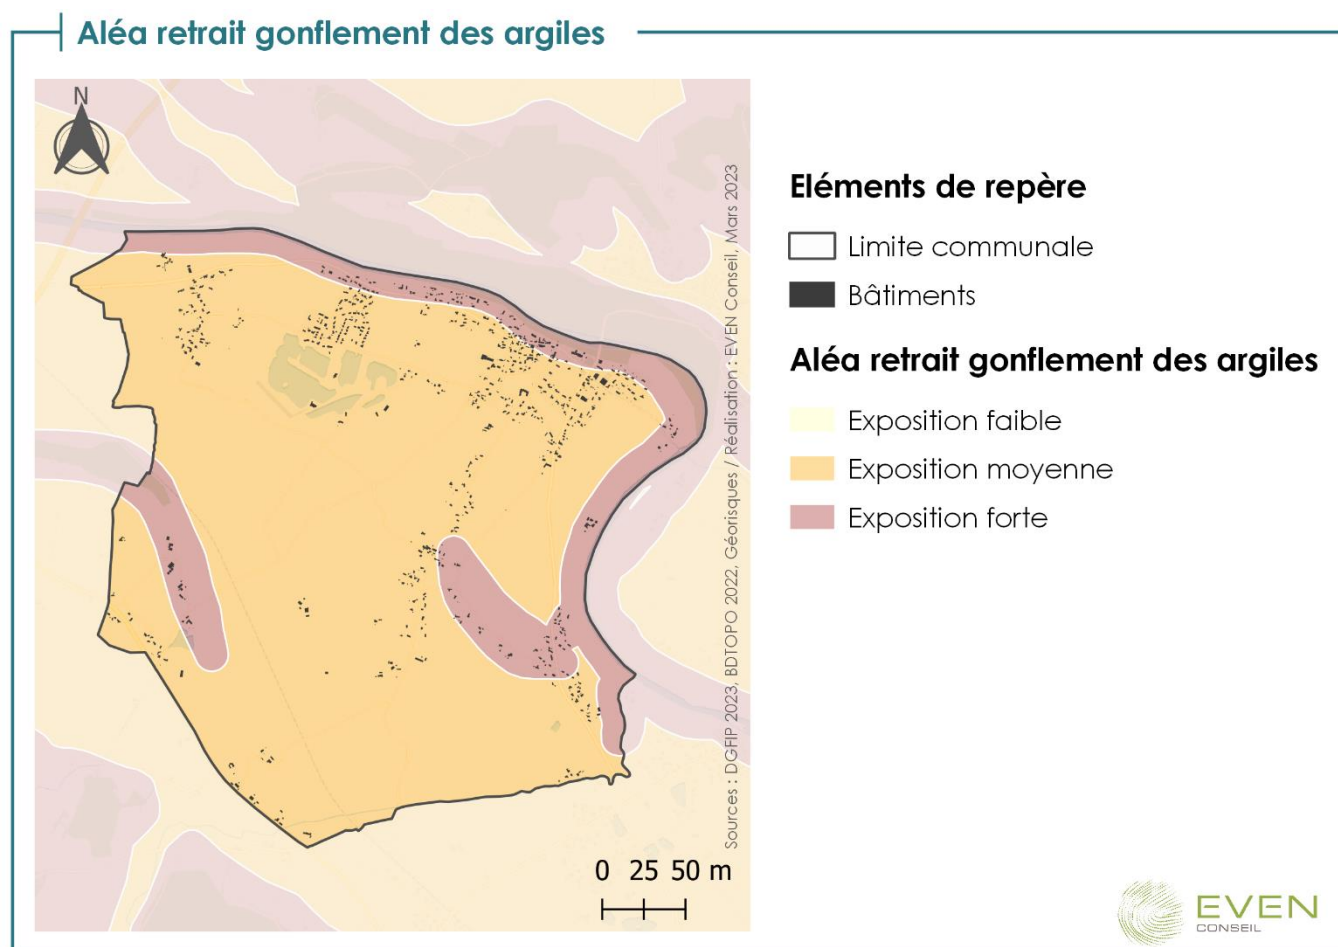 Aléa retrait gonflement des argiles
N
Sources : DGFIP 2023, BDTOPO 2022, Géorisques / Réalisation : EVEN Conseil, Mars 2023
0 25 50 m
Eléments de repère
Limite communale
Bâtiments
Aléa retrait gonflement des argiles
Exposition faible
Exposition moyenne
Exposition forte
EVEN
CONSEIL